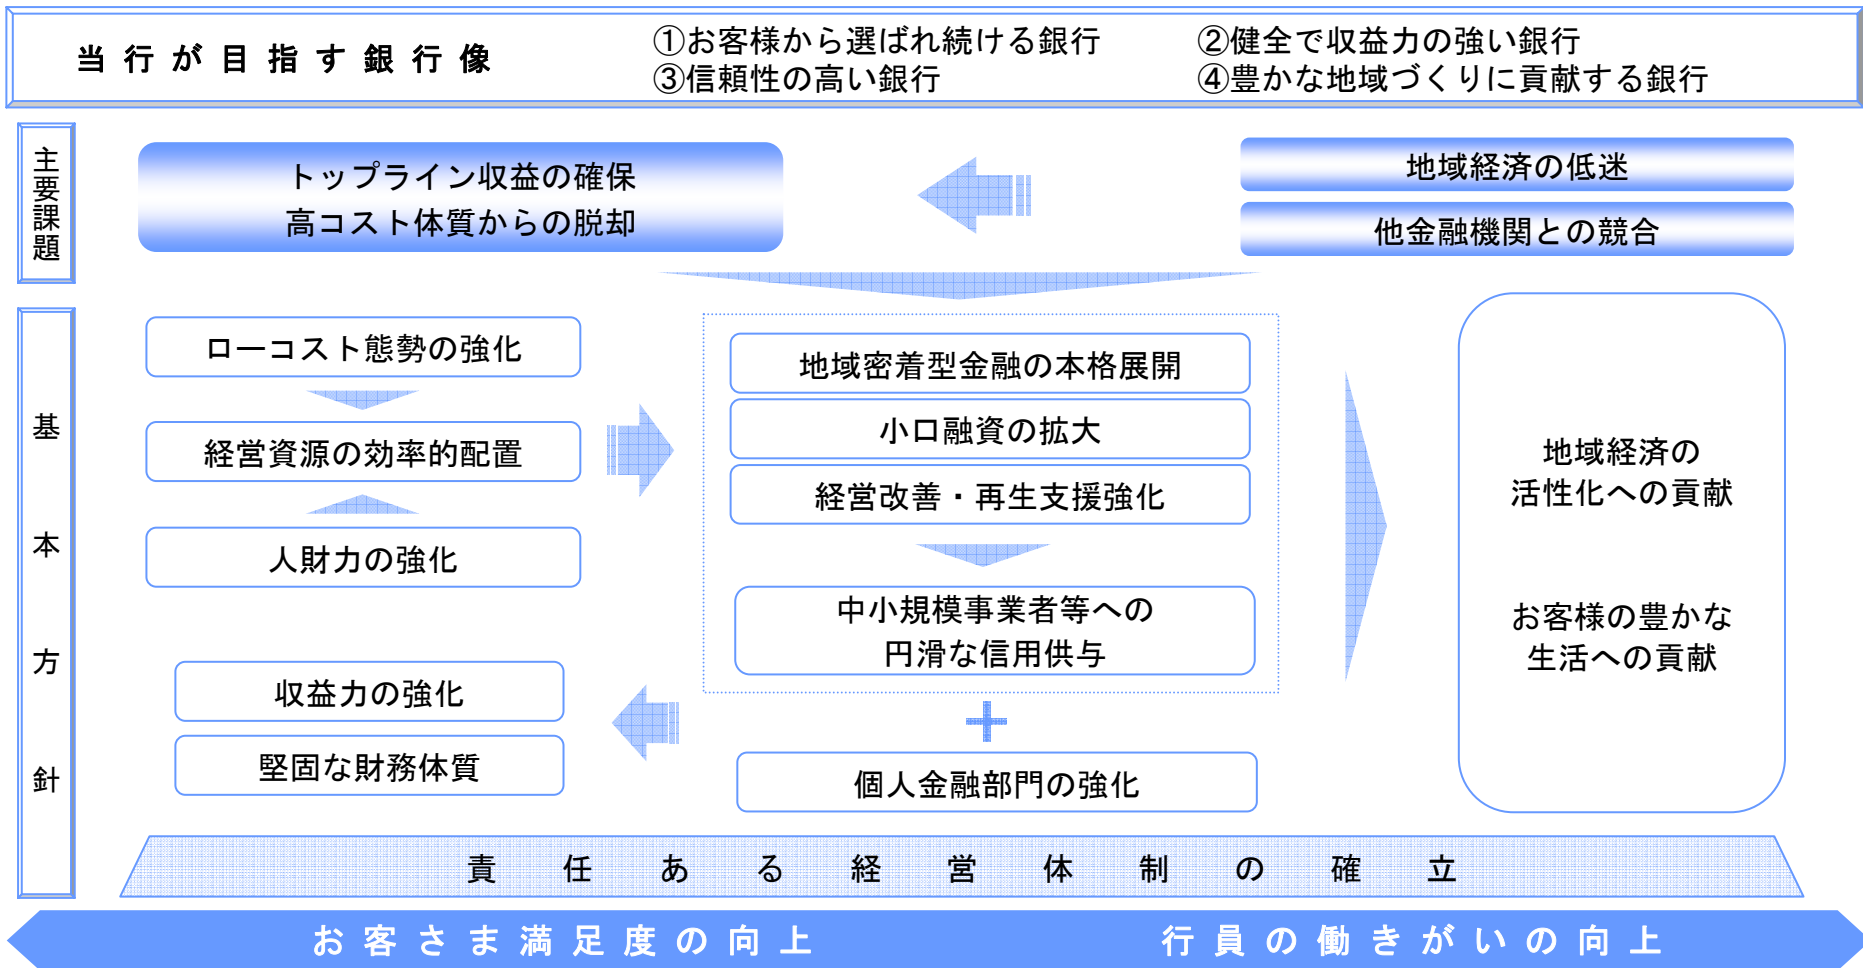 当行が目指す銀行像
①お客様から選ばれ続ける銀行
②健全で収益力の強い銀行
③信頼性の高い銀行
④豊かな地域づくりに貢献する銀行
主要課題
トップライン収益の確保
高コスト体質からの脱却
地域経済の低迷
他金融機関との競合
基本方針
ローコスト態勢の強化
経営資源の効率的配置
人財力の強化
収益力の強化
堅固な財務体質
地域密着型金融の本格展開
小口融資の拡大
経営改善・再生支援強化
中小規模事業者等への
円滑な信用供与
＋
個人金融部門の強化
地域経済の
活性化への貢献
お客様の豊かな
生活への貢献
責任ある経営体制の確立
お客さま満足度の向上
行員の働きがいの向上